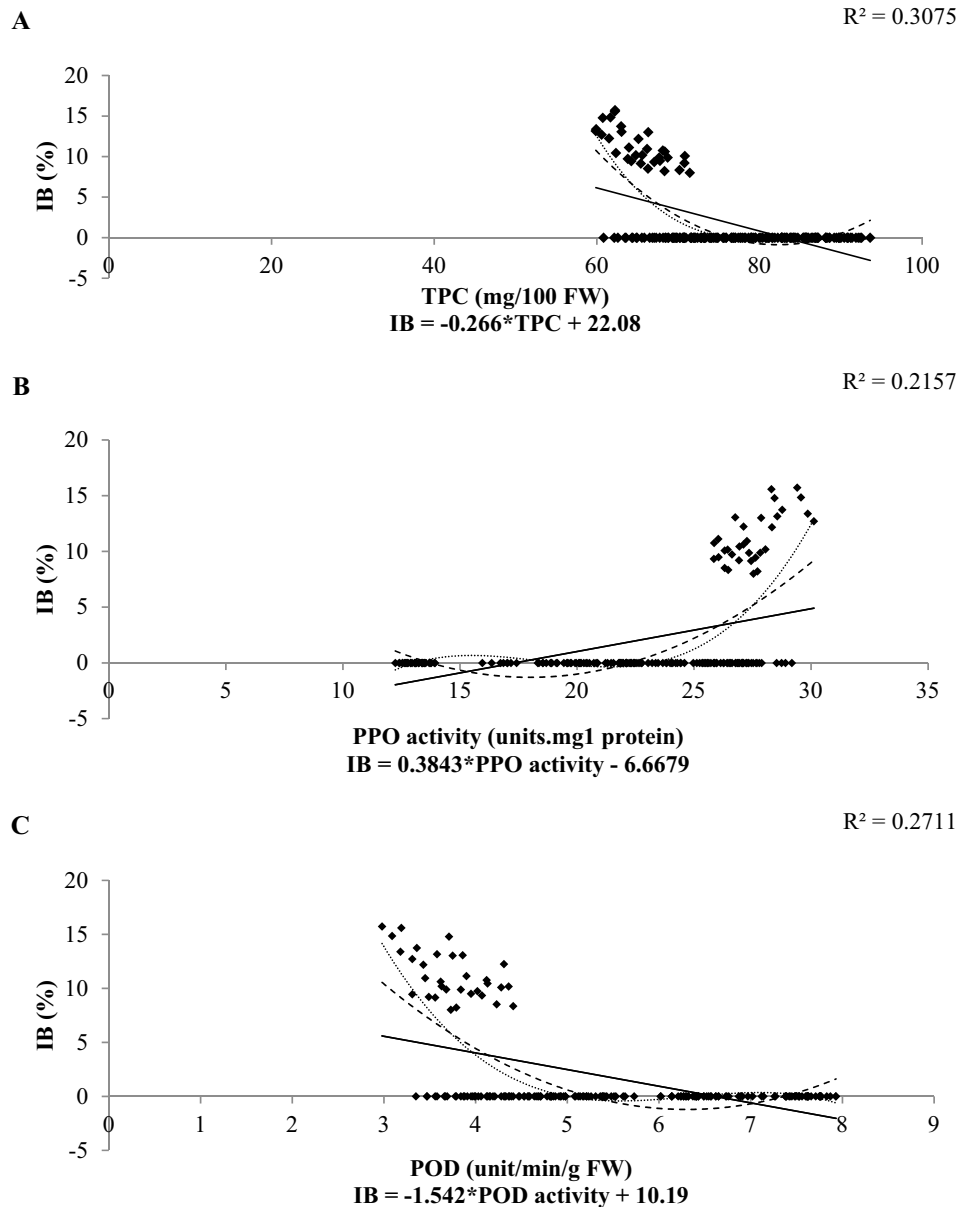 A
R² = 0.3075
20
15
10
5
0
-5
IB (%)
0 20 40 60 80 100
TPC (mg/100 FW)
IB = -0.266*TPC + 22.08
B
R² = 0.2157
20
15
10
5
0
-5
IB (%)
0 5 10 15 20 25 30 35
PPO activity (units.mg1 protein)
IB = 0.3843*PPO activity - 6.6679
C
R² = 0.2711
20
15
10
5
0
-5
IB (%)
0 1 2 3 4 5 6 7 8 9
POD (unit/min/g FW)
IB = -1.542*POD activity + 10.19